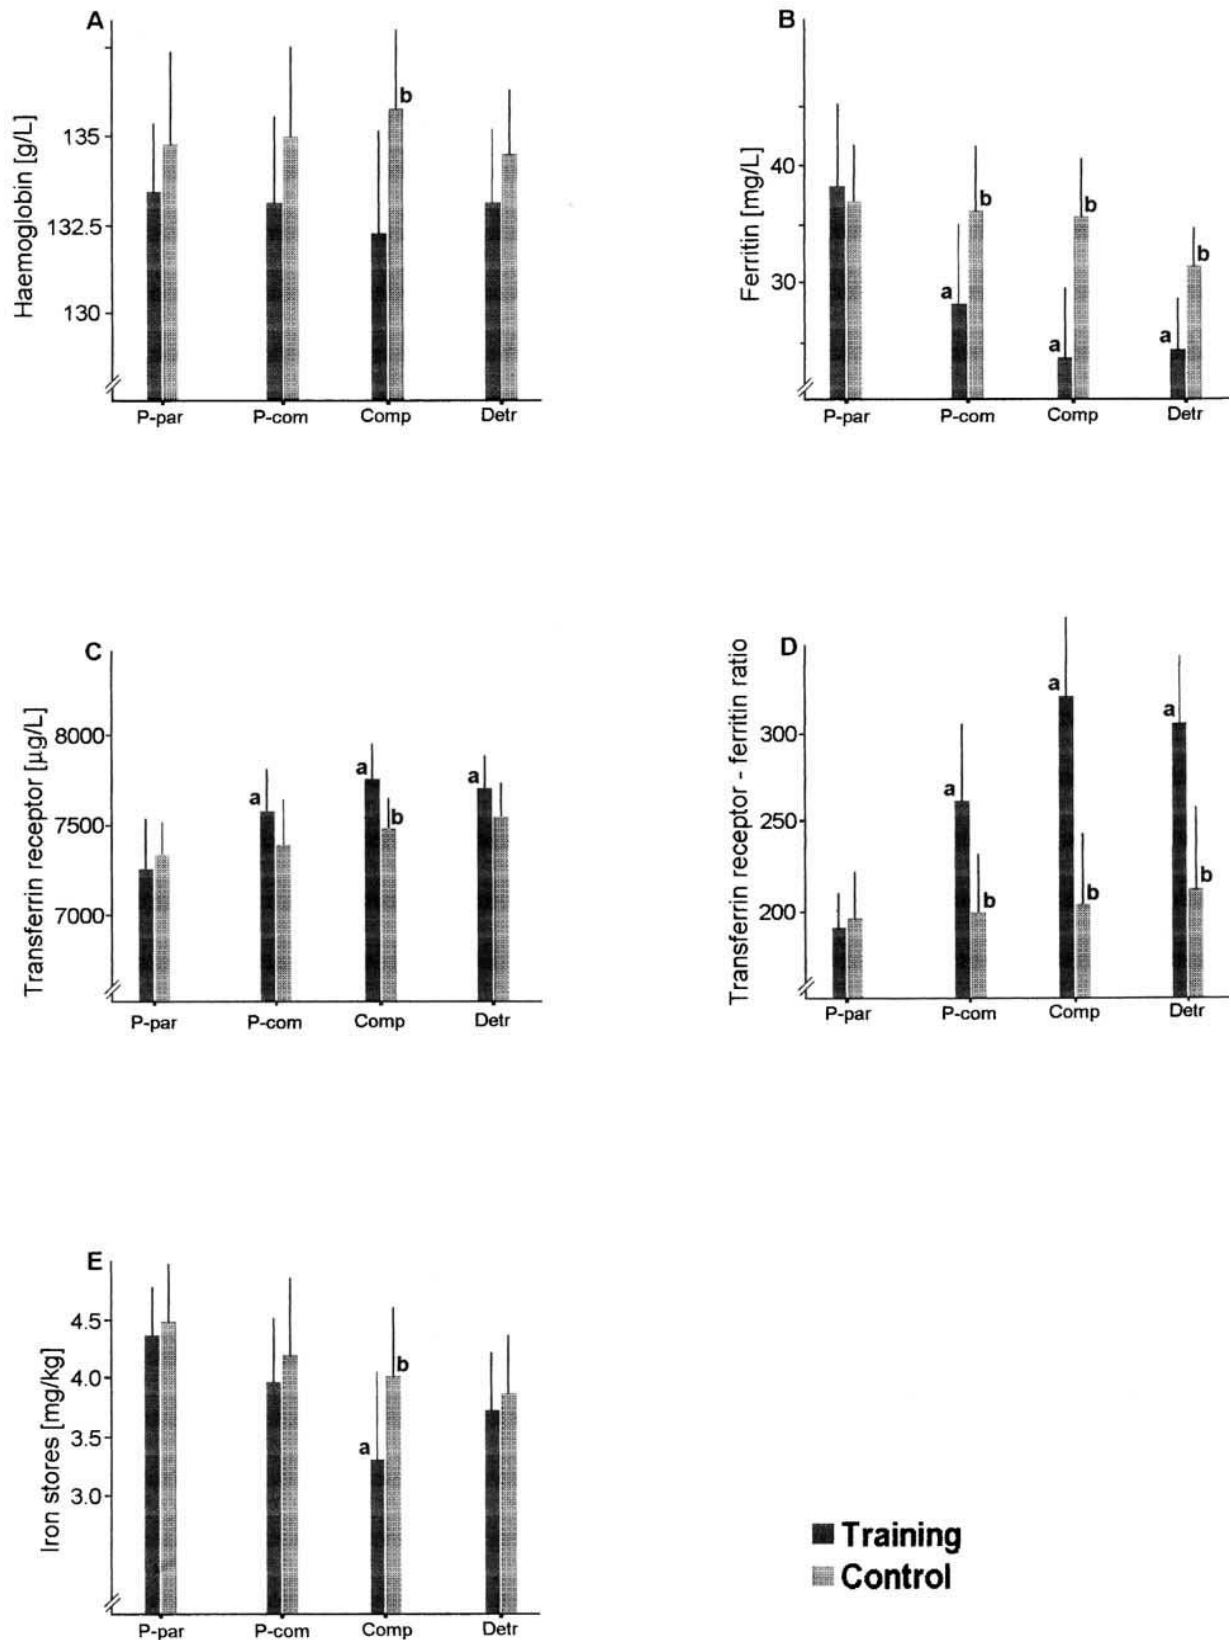 A
Haemoglobin [g/L]
135
132.5
130
b
P-par P-com Comp Detr
B
Ferritin [mg/L]
40
30
a b
a b
a b
P-par P-com Comp Detr
C
Transferrin receptor [µg/L]
8000
7500
7000
a
a b
a
P-par P-com Comp Detr
D
Transferrin receptor - ferritin ratio
300
250
200
a b
a b
a b
P-par P-com Comp Detr
E
Iron stores [mg/kg]
4.5
4.0
3.5
3.0
a b
P-par P-com Comp Detr
Training
Control